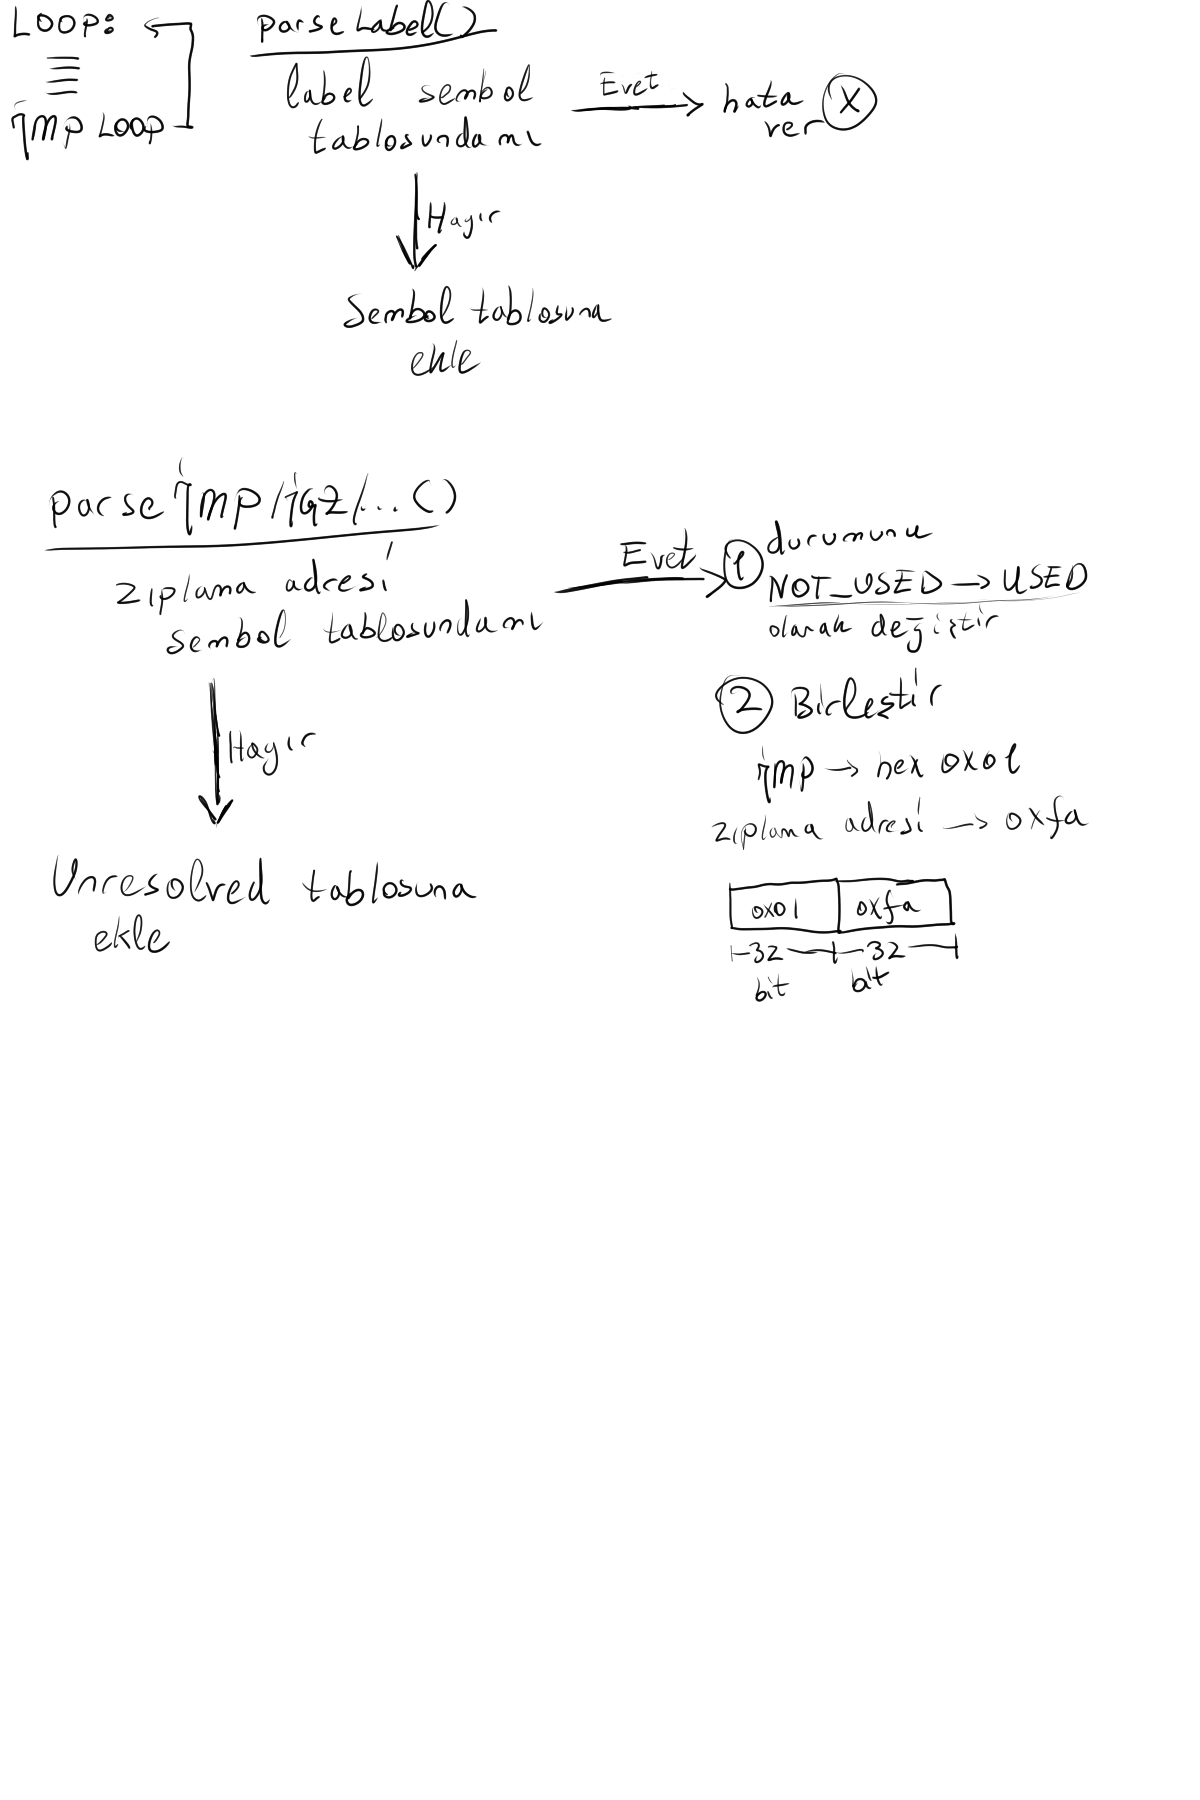 LOOP:
jMP LOOP
parseLabel()
label sembol
tablosundamı
Evet
hata
ver X
Hayır
Sembol tablosuna
ekle
parse jMP/jGZ/...()
zıplama adresi
sembol tablosundamı
Evet
1 durumunu
NOT_USED → USED
olarak değiştir
Hayır
2 Birleştir
jMP → hex 0x01
zıplama adresi → 0xfa
Unresolved tablosuna
ekle
0x01 0xfa
32 32
bit bit